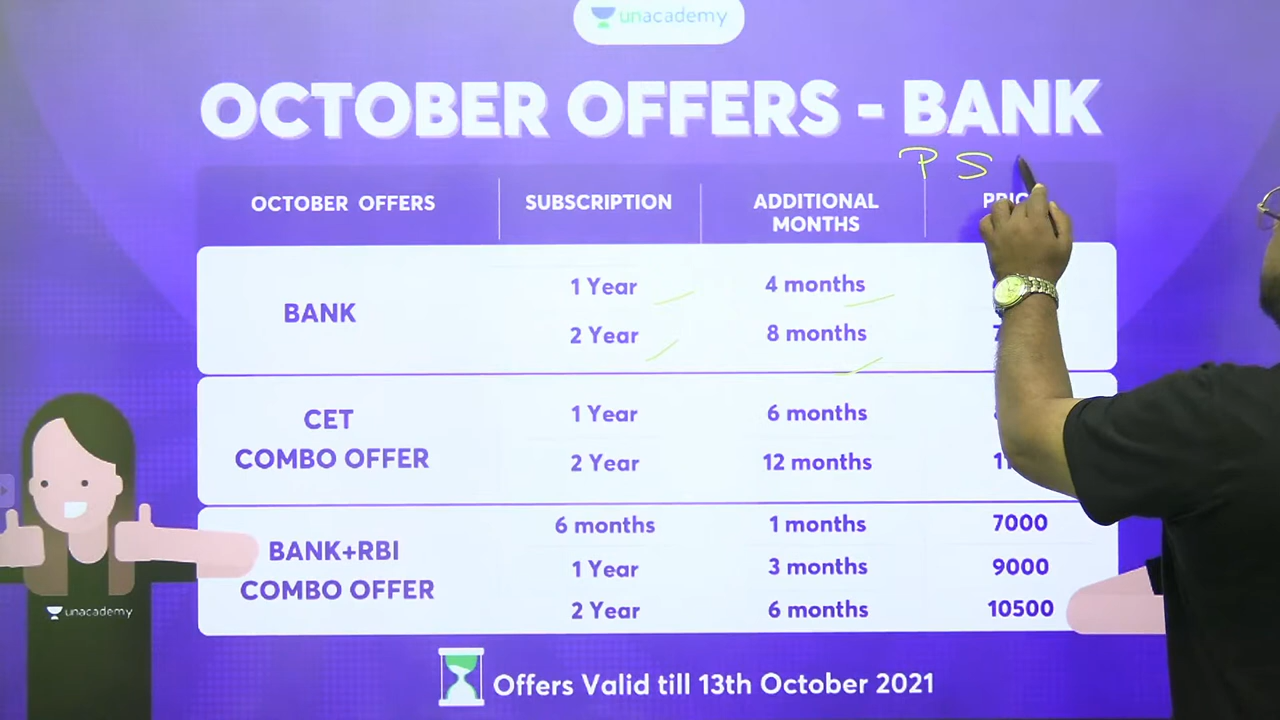 unacademy
OCTOBER OFFERS - BANK
P S
OCTOBER OFFERS SUBSCRIPTION ADDITIONAL MONTHS
BANK
1 Year 4 months
2 Year 8 months
CET COMBO OFFER
1 Year 6 months
2 Year 12 months
BANK+RBI COMBO OFFER
6 months 1 months 7000
1 Year 3 months 9000
2 Year 6 months 10500
unacademy
Offers Valid till 13th October 2021